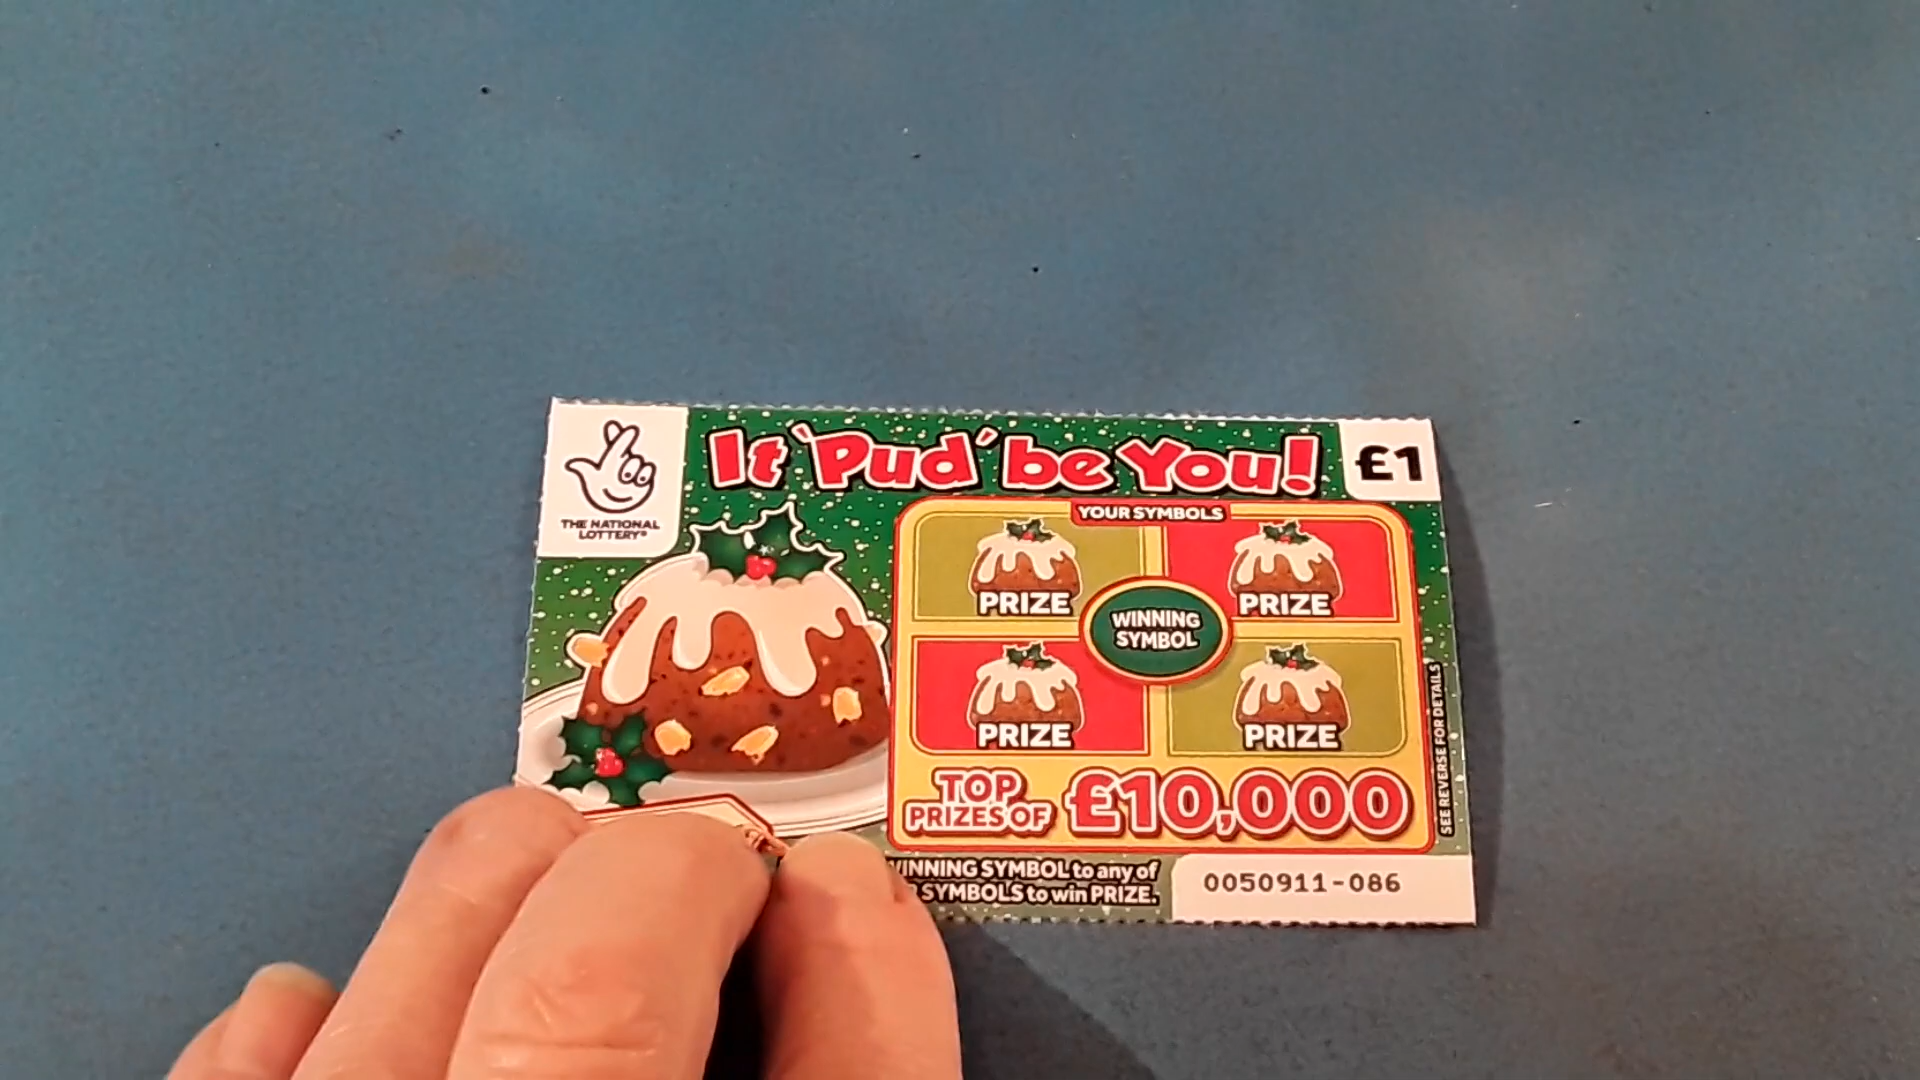 It 'Pud' be You!
£1
THE NATIONAL
LOTTERY®
YOUR SYMBOLS
PRIZE
PRIZE
WINNING
SYMBOL
PRIZE
PRIZE
TOP
PRIZES OF
£10,000
SEE REVERSE FOR DETAILS
WINNING SYMBOL to any of
SYMBOLS to win PRIZE.
0050911-086